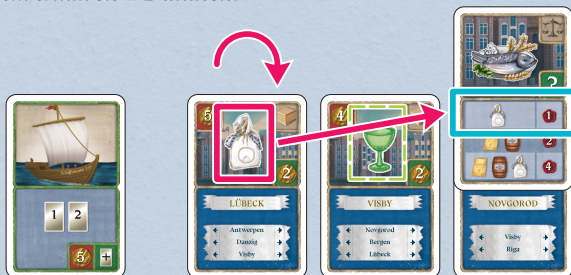 1 2
5 +
5
2
LÜBECK
Antwerpen
Danzig
Visby
4
2
VISBY
Novgorod
Bergen
Lübeck
?
1
2
4
NOVGOROD
Visby
Riga